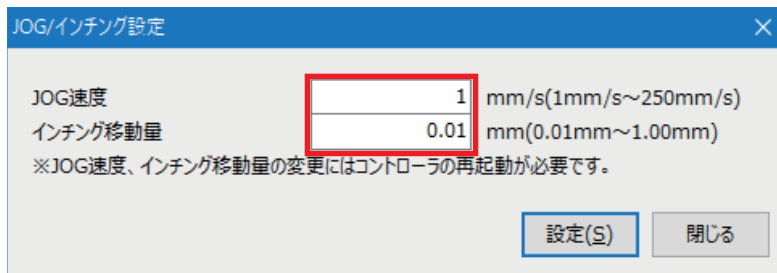 JOG/インチング設定
JOG速度 1 mm/s(1mm/s～250mm/s)
インチング移動量 0.01 mm(0.01mm～1.00mm)
※JOG速度、インチング移動量の変更にはコントローラの再起動が必要です。
設定(S) 閉じる